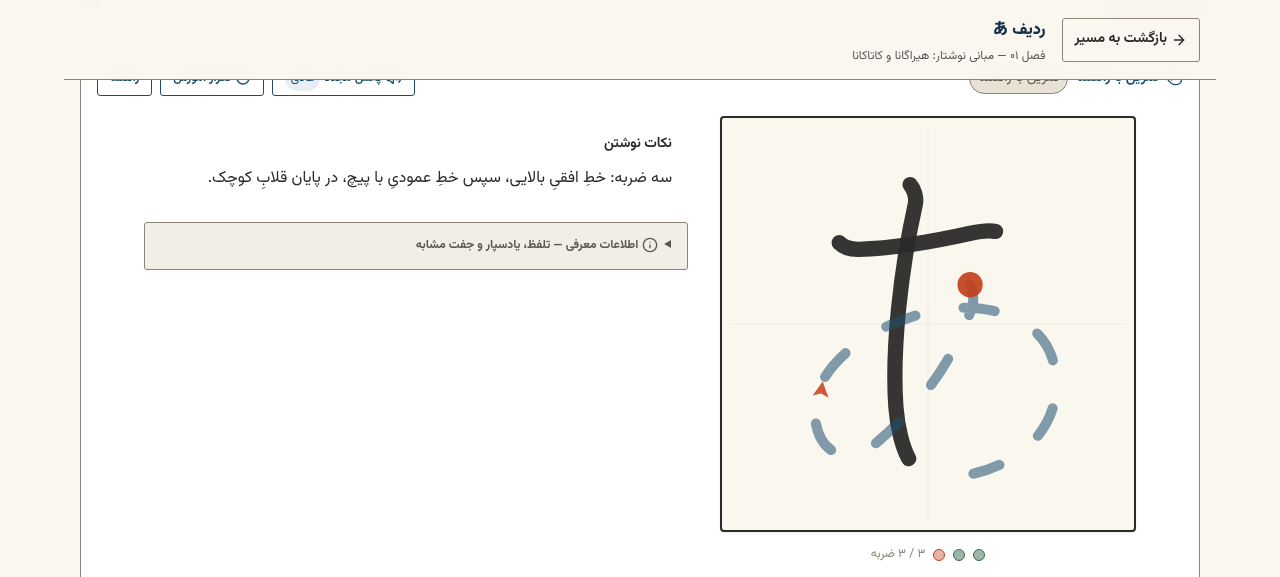 بازگشت به مسیر →
ردیف あ
فصل ۰۱ — مبانی نوشتار: هیراگانا و کاتاکانا
نکات نوشتن
سه ضربه: خطِ افقیِ بالایی، سپس خطِ عمودیِ با پیچ، در پایان قلابِ کوچک.
اطلاعات معرفی — تلفظ، یادسپار و جفت مشابه
۳ / ۳ ضربه